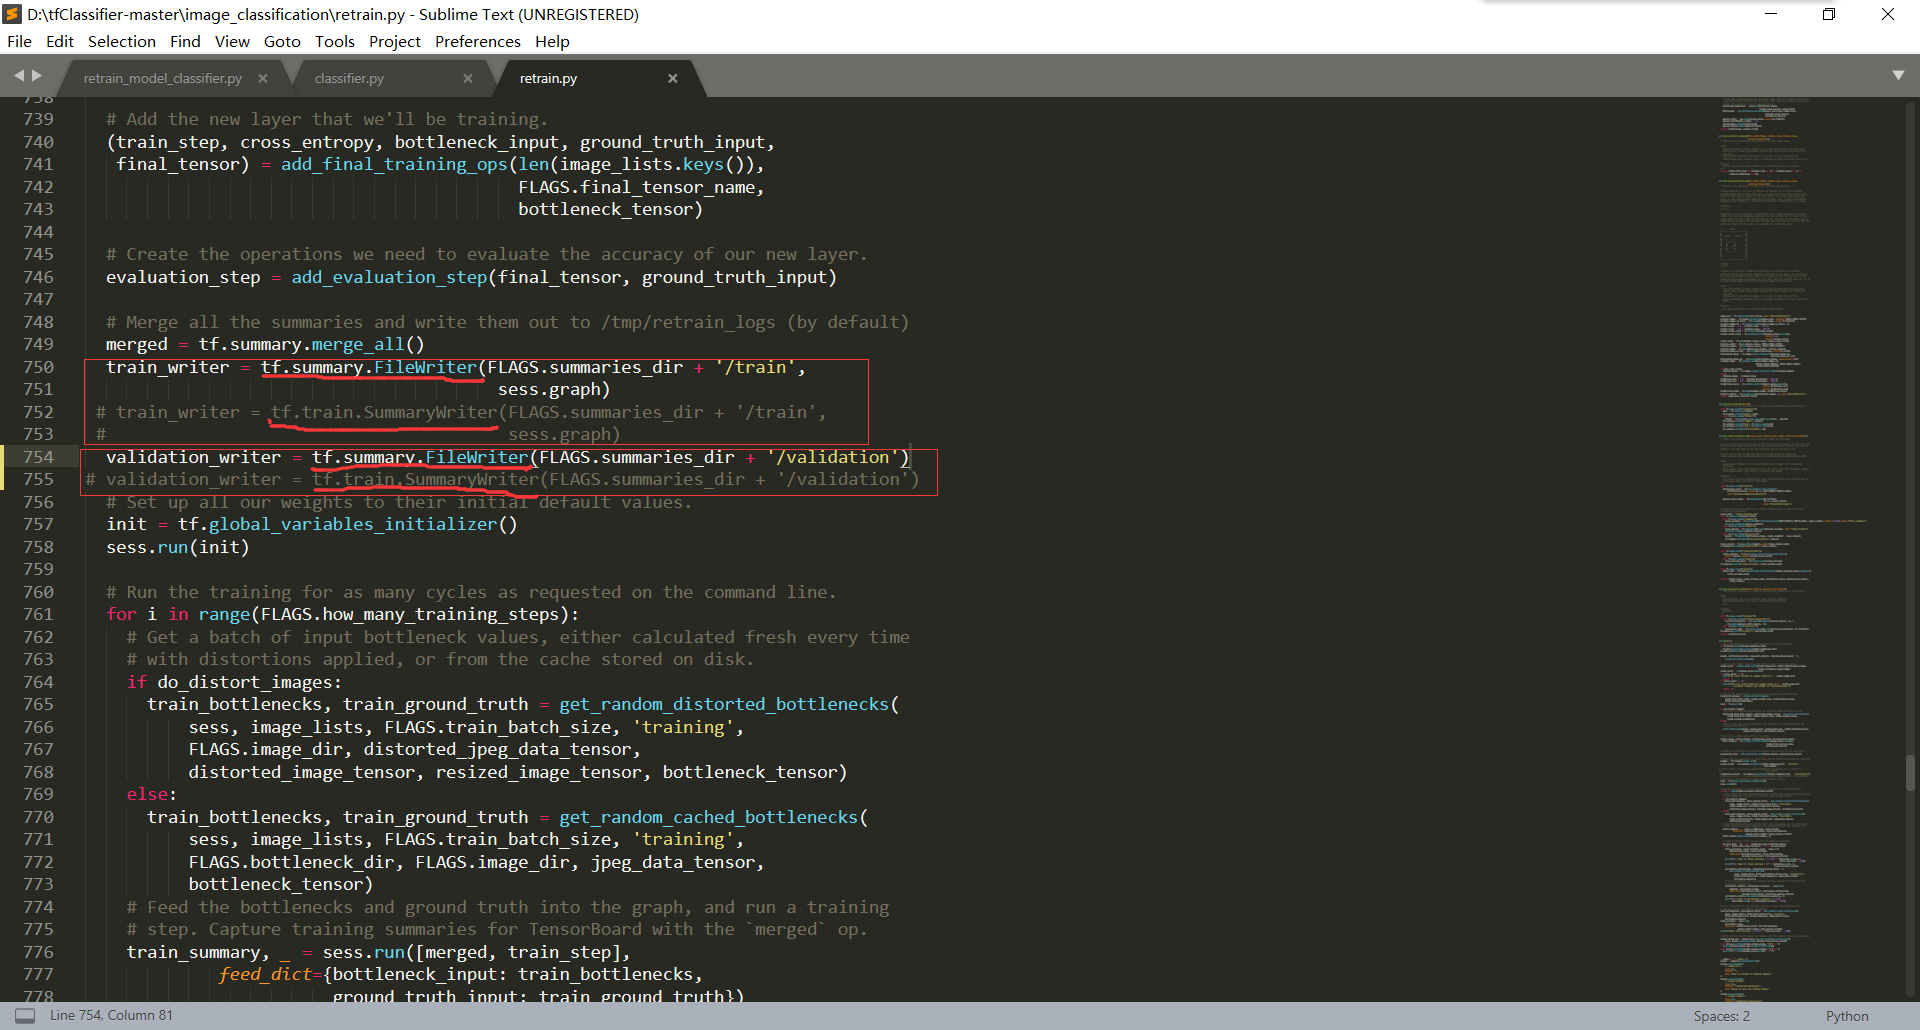 D:\tfClassifier-master\image_classification\retrain.py - Sublime Text (UNREGISTERED)
File Edit Selection Find View Goto Tools Project Preferences Help
retrain_model_classifier.py classifier.py retrain.py
738
739 # Add the new layer that we'll be training.
740 (train_step, cross_entropy, bottleneck_input, ground_truth_input,
741 final_tensor) = add_final_training_ops(len(image_lists.keys()),
742 FLAGS.final_tensor_name,
743 bottleneck_tensor)
744
745 # Create the operations we need to evaluate the accuracy of our new layer.
746 evaluation_step = add_evaluation_step(final_tensor, ground_truth_input)
747
748 # Merge all the summaries and write them out to /tmp/retrain_logs (by default)
749 merged = tf.summary.merge_all()
750 train_writer = tf.summary.FileWriter(FLAGS.summaries_dir + '/train',
751 sess.graph)
752 # train_writer = tf.train.SummaryWriter(FLAGS.summaries_dir + '/train',
753 # sess.graph)
754 validation_writer = tf.summary.FileWriter(FLAGS.summaries_dir + '/validation')
755 # validation_writer = tf.train.SummaryWriter(FLAGS.summaries_dir + '/validation')
756 # Set up all our weights to their initial default values.
757 init = tf.global_variables_initializer()
758 sess.run(init)
759
760 # Run the training for as many cycles as requested on the command line.
761 for i in range(FLAGS.how_many_training_steps):
762 # Get a batch of input bottleneck values, either calculated fresh every time
763 # with distortions applied, or from the cache stored on disk.
764 if do_distort_images:
765 train_bottlenecks, train_ground_truth = get_random_distorted_bottlenecks(
766 sess, image_lists, FLAGS.train_batch_size, 'training',
767 FLAGS.image_dir, distorted_jpeg_data_tensor,
768 distorted_image_tensor, resized_image_tensor, bottleneck_tensor)
769 else:
770 train_bottlenecks, train_ground_truth = get_random_cached_bottlenecks(
771 sess, image_lists, FLAGS.train_batch_size, 'training',
772 FLAGS.bottleneck_dir, FLAGS.image_dir, jpeg_data_tensor,
773 bottleneck_tensor)
774 # Feed the bottlenecks and ground truth into the graph, and run a training
775 # step. Capture training summaries for TensorBoard with the `merged` op.
776 train_summary, _ = sess.run([merged, train_step],
777 feed_dict={bottleneck_input: train_bottlenecks,
778 ground_truth_input: train_ground_truth})
Line 754, Column 81 Spaces: 2 Python